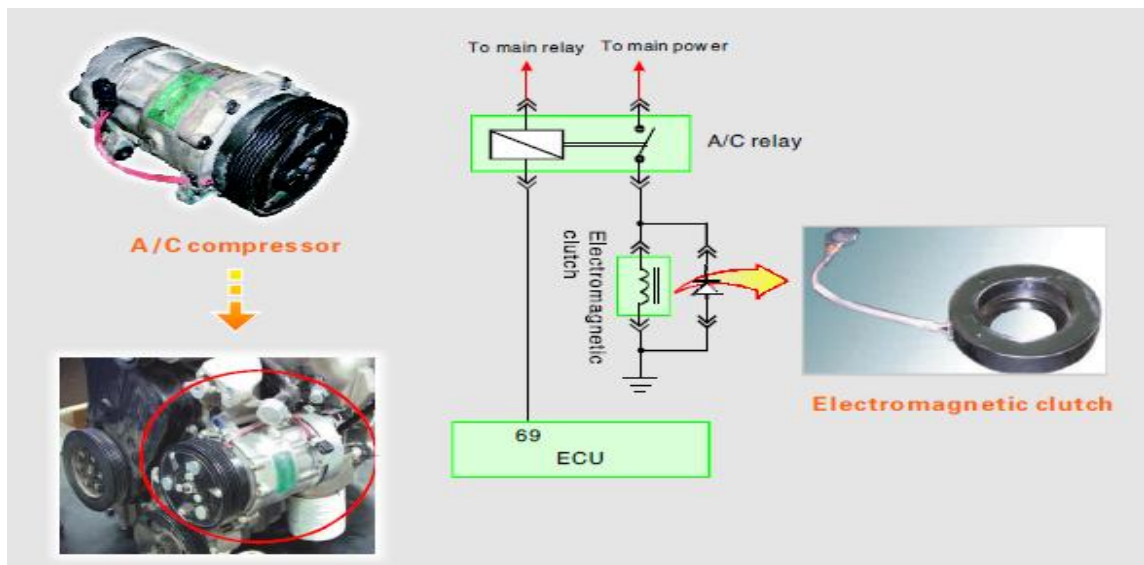 To main relay
To main power
A/C relay
A/C compressor
Electromagnetic
clutch
Electromagnetic clutch
69
ECU